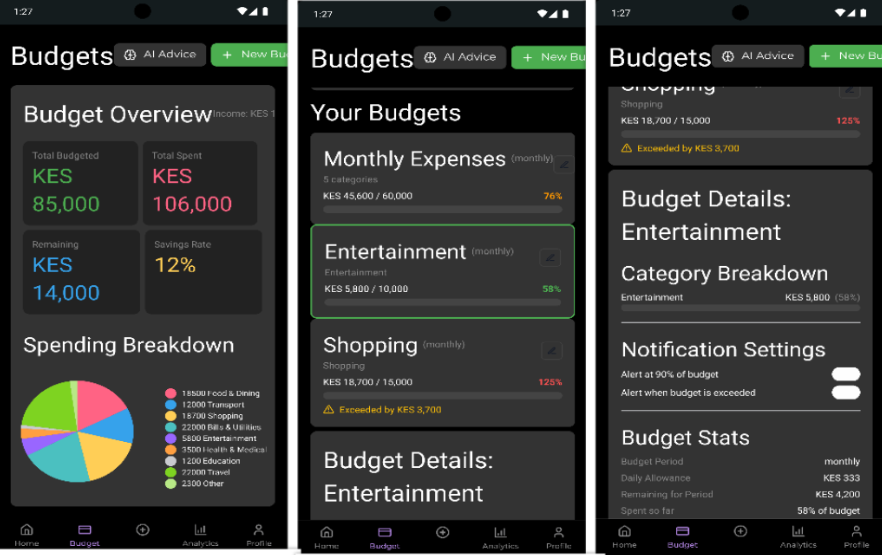 1:27
Budgets
AI Advice
+ New Bu
Budget Overview
Income: KES 1
Total Budgeted
KES
85,000
Total Spent
KES
106,000
Remaining
KES
14,000
Savings Rate
12%
Spending Breakdown
18500 Food & Dining
12000 Transport
18700 Shopping
22000 Bills & Utilities
5800 Entertainment
3500 Health & Medical
1200 Education
22000 Travel
2300 Other
Home
Budget
Analytics
Profile
1:27
Budgets
AI Advice
+ New Bu
Your Budgets
Monthly Expenses (monthly)
5 categories
KES 45,600 / 60,000 76%
Entertainment (monthly)
Entertainment
KES 5,800 / 10,000 58%
Shopping (monthly)
Shopping
KES 18,700 / 15,000 125%
Exceeded by KES 3,700
Budget Details:
Entertainment
Home
Budget
Analytics
Profile
1:27
Budgets
AI Advice
+ New Bu
Shopping (monthly)
Shopping
KES 18,700 / 15,000 125%
Exceeded by KES 3,700
Budget Details:
Entertainment
Category Breakdown
Entertainment KES 5,800 (58%)
Notification Settings
Alert at 90% of budget
Alert when budget is exceeded
Budget Stats
Budget Period monthly
Daily Allowance KES 333
Remaining for Period KES 4,200
Spent so far 58% of budget
Home
Budget
Analytics
Profile